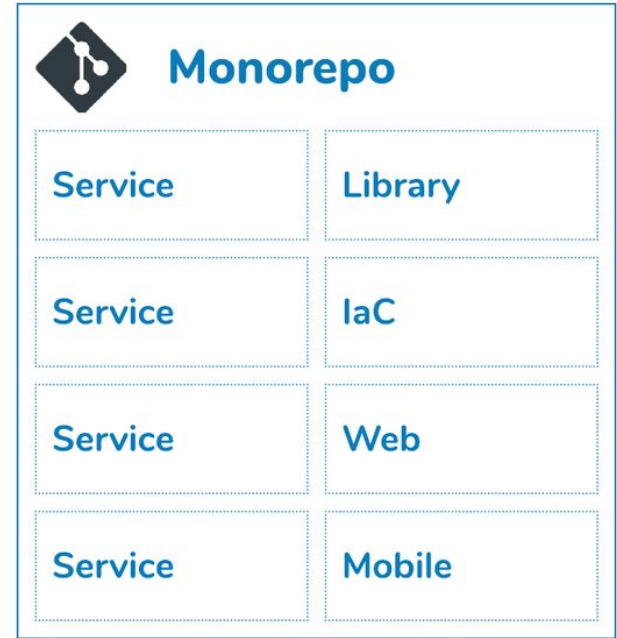 Monorepo
Service
Library
Service
IaC
Service
Web
Service
Mobile